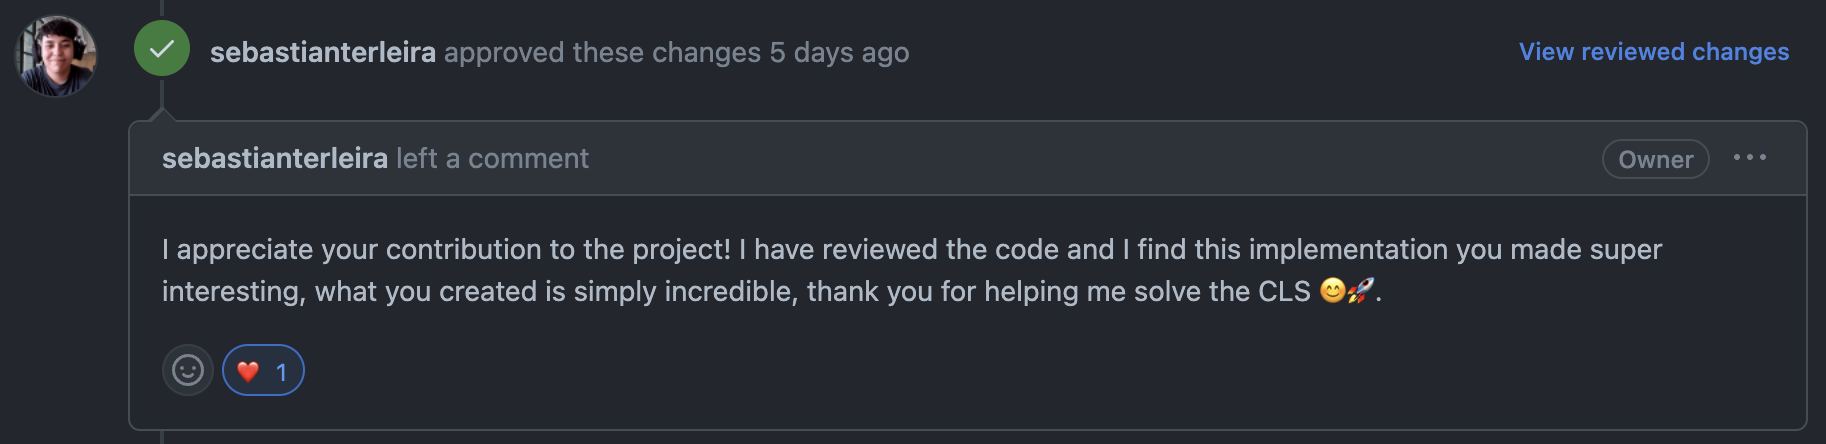 sebastianterleira approved these changes 5 days ago
View reviewed changes
sebastianterleira left a comment
Owner
I appreciate your contribution to the project! I have reviewed the code and I find this implementation you made super
interesting, what you created is simply incredible, thank you for helping me solve the CLS 😊🚀.
❤️ 1